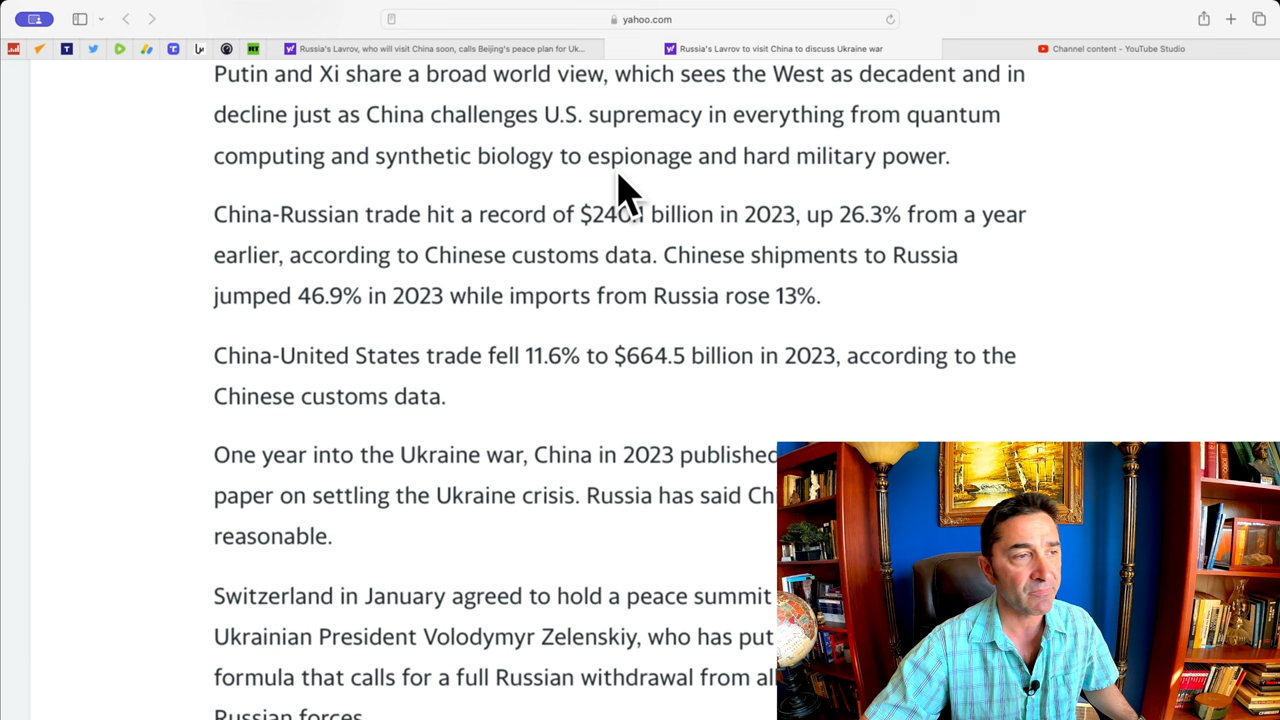 yahoo.com
Russia's Lavrov, who will visit China soon, calls Beijing's peace plan for Uk...
Russia's Lavrov to visit China to discuss Ukraine war
Channel content - YouTube Studio
Putin and Xi share a broad world view, which sees the West as decadent and in
decline just as China challenges U.S. supremacy in everything from quantum
computing and synthetic biology to espionage and hard military power.
China-Russian trade hit a record of $240.1 billion in 2023, up 26.3% from a year
earlier, according to Chinese customs data. Chinese shipments to Russia
jumped 46.9% in 2023 while imports from Russia rose 13%.
China-United States trade fell 11.6% to $664.5 billion in 2023, according to the
Chinese customs data.
One year into the Ukraine war, China in 2023 published
paper on settling the Ukraine crisis. Russia has said Ch
reasonable.
Switzerland in January agreed to hold a peace summit
Ukrainian President Volodymyr Zelenskiy, who has put
formula that calls for a full Russian withdrawal from al
Russian forces